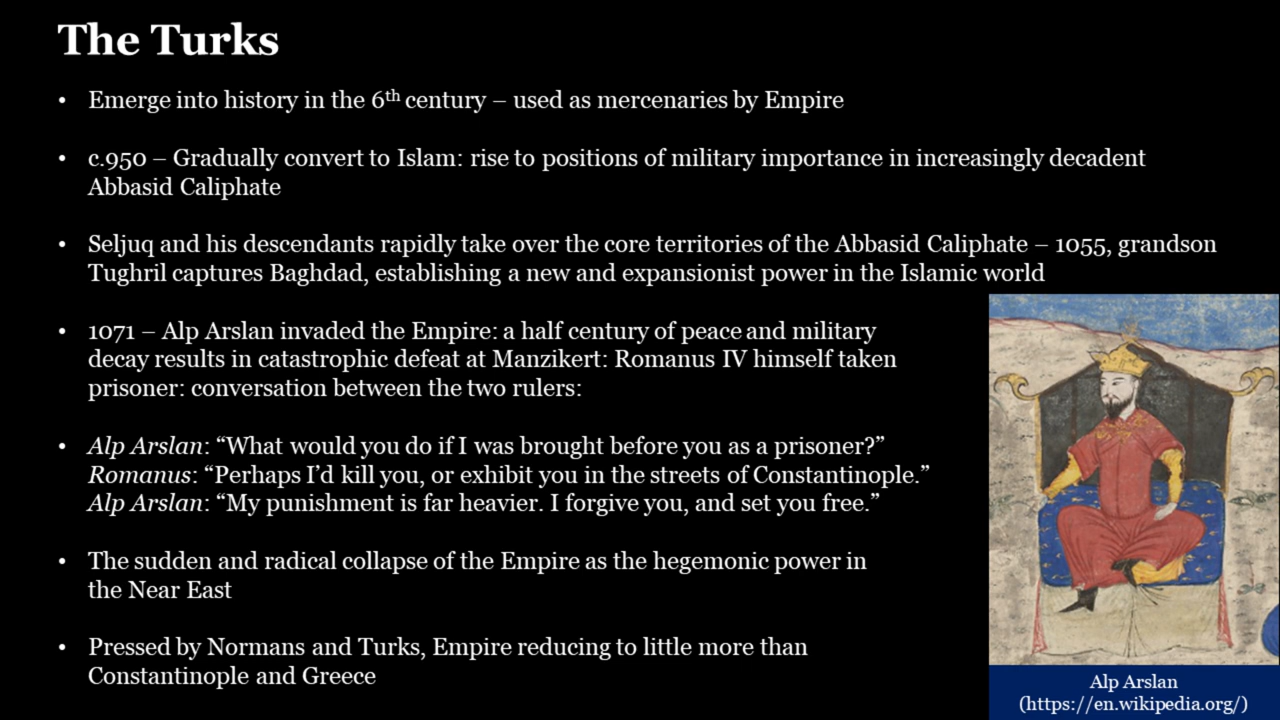 The Turks
• Emerge into history in the 6th century – used as mercenaries by Empire
• c.950 – Gradually convert to Islam: rise to positions of military importance in increasingly decadent
Abbasid Caliphate
• Seljuq and his descendants rapidly take over the core territories of the Abbasid Caliphate – 1055, grandson
Tughril captures Baghdad, establishing a new and expansionist power in the Islamic world
• 1071 – Alp Arslan invaded the Empire: a half century of peace and military
decay results in catastrophic defeat at Manzikert: Romanus IV himself taken
prisoner: conversation between the two rulers:
• Alp Arslan: “What would you do if I was brought before you as a prisoner?”
Romanus: “Perhaps I’d kill you, or exhibit you in the streets of Constantinople.”
Alp Arslan: “My punishment is far heavier. I forgive you, and set you free.”
• The sudden and radical collapse of the Empire as the hegemonic power in
the Near East
• Pressed by Normans and Turks, Empire reducing to little more than
Constantinople and Greece
Alp Arslan
(https://en.wikipedia.org/)